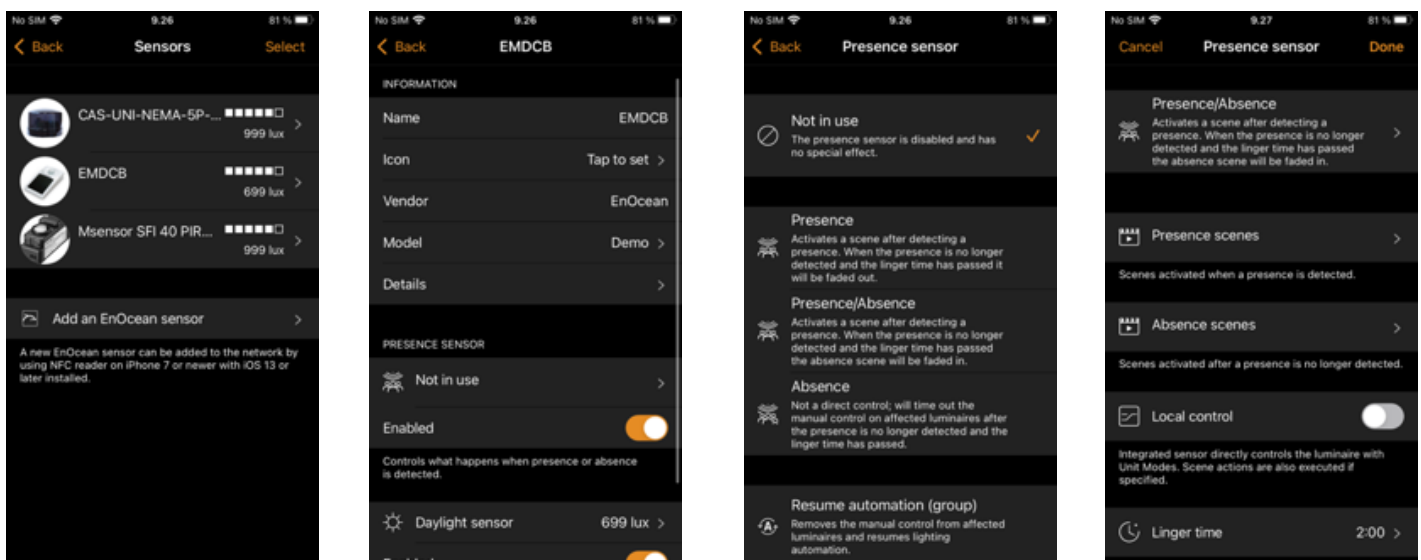 No SIM 9.26 81 %
Back Sensors Select
CAS-UNI-NEMA-5P-...
999 lux
EMDCB
699 lux
Msensor SFI 40 PIR...
999 lux
Add an EnOcean sensor
A new EnOcean sensor can be added to the network by
using NFC reader on iPhone 7 or newer with iOS 13 or
later installed.
No SIM 9.26 81 %
Back EMDCB
INFORMATION
Name EMDCB
Icon Tap to set
Vendor EnOcean
Model Demo
Details
PRESENCE SENSOR
Not in use
Enabled
Controls what happens when presence or absence
is detected.
Daylight sensor 699 lux
No SIM 9.26 81 %
Back Presence sensor
Not in use
The presence sensor is disabled and has
no special effect.
Presence
Activates a scene after detecting a
presence. When the presence is no longer
detected and the linger time has passed it
will be faded out.
Presence/Absence
Activates a scene after detecting a
presence. When the presence is no longer
detected and the linger time has passed
the absence scene will be faded in.
Absence
Not a direct control; will time out the
manual control on affected luminaires after
the presence is no longer detected and the
linger time has passed.
Resume automation (group)
Removes the manual control from affected
luminaires and resumes lighting
automation.
No SIM 9.27 81 %
Cancel Presence sensor Done
Presence/Absence
Activates a scene after detecting a
presence. When the presence is no longer
detected and the linger time has passed
the absence scene will be faded in.
Presence scenes
Scenes activated when a presence is detected.
Absence scenes
Scenes activated after a presence is no longer detected.
Local control
Integrated sensor directly controls the luminaire with
Unit Modes. Scene actions are also executed if
specified.
Linger time 2:00